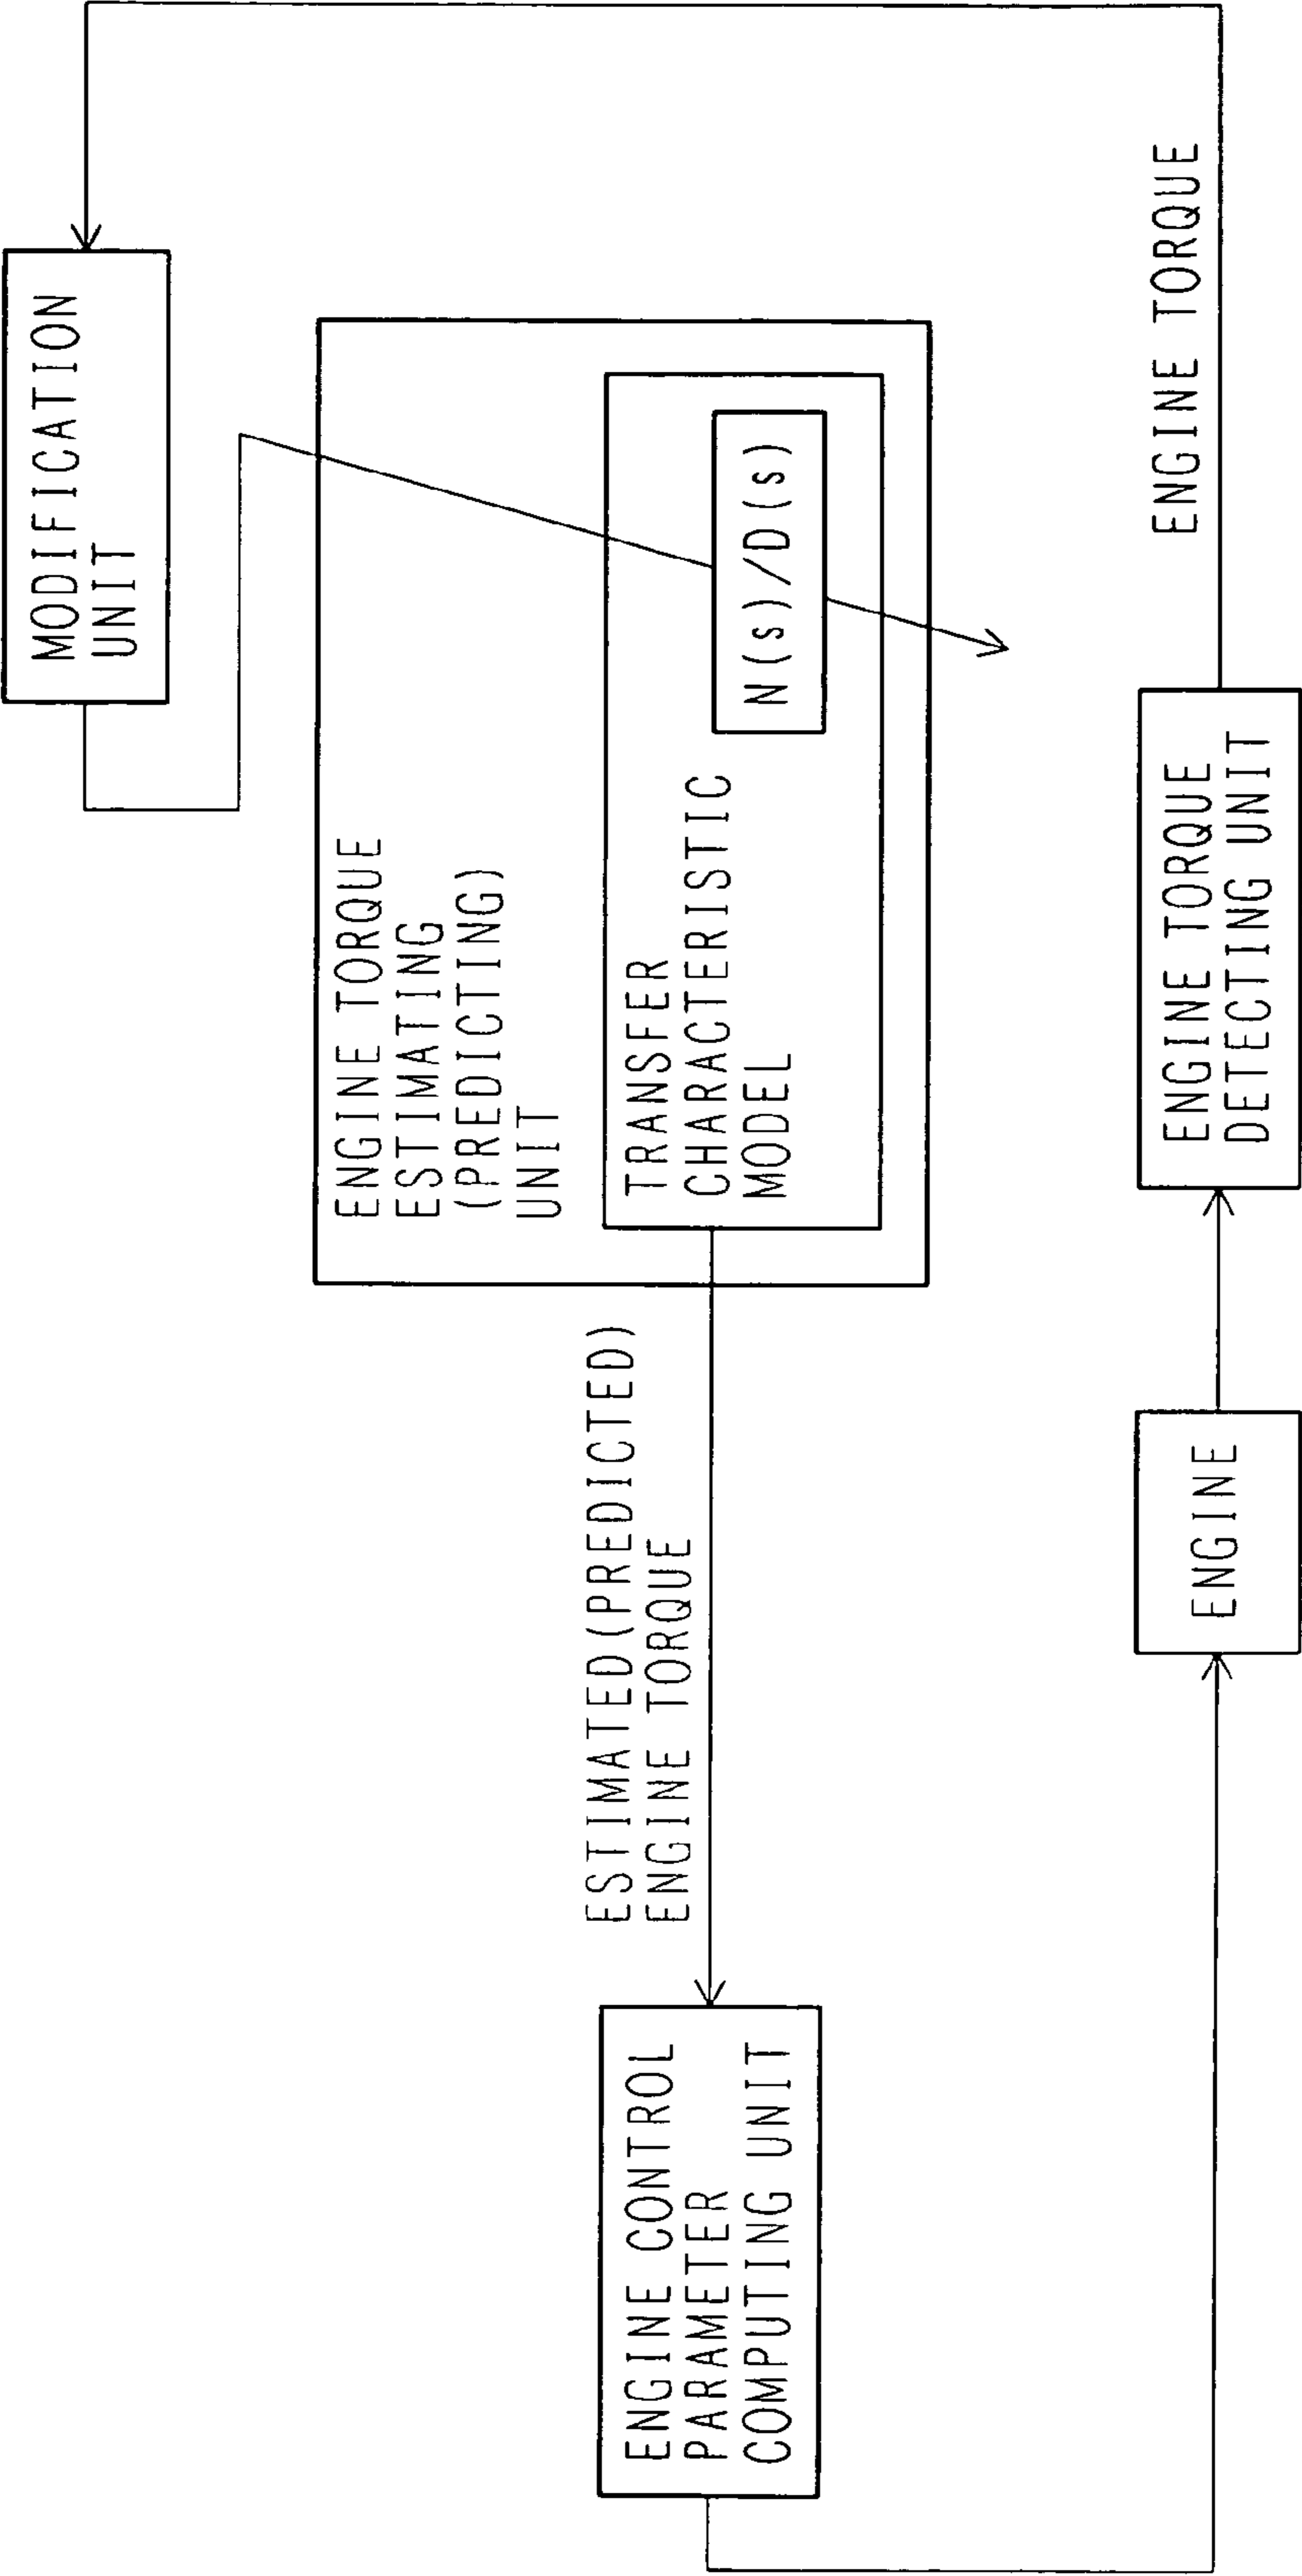 MODIFICATION
UNIT
ENGINE TORQUE
ESTIMATING
(PREDICTING)
UNIT
TRANSFER
CHARACTERISTIC
MODEL
N(s)/D(s)
ESTIMATED(PREDICTED)
ENGINE TORQUE
ENGINE CONTROL
PARAMETER
COMPUTING UNIT
ENGINE
ENGINE TORQUE
DETECTING UNIT
ENGINE TORQUE